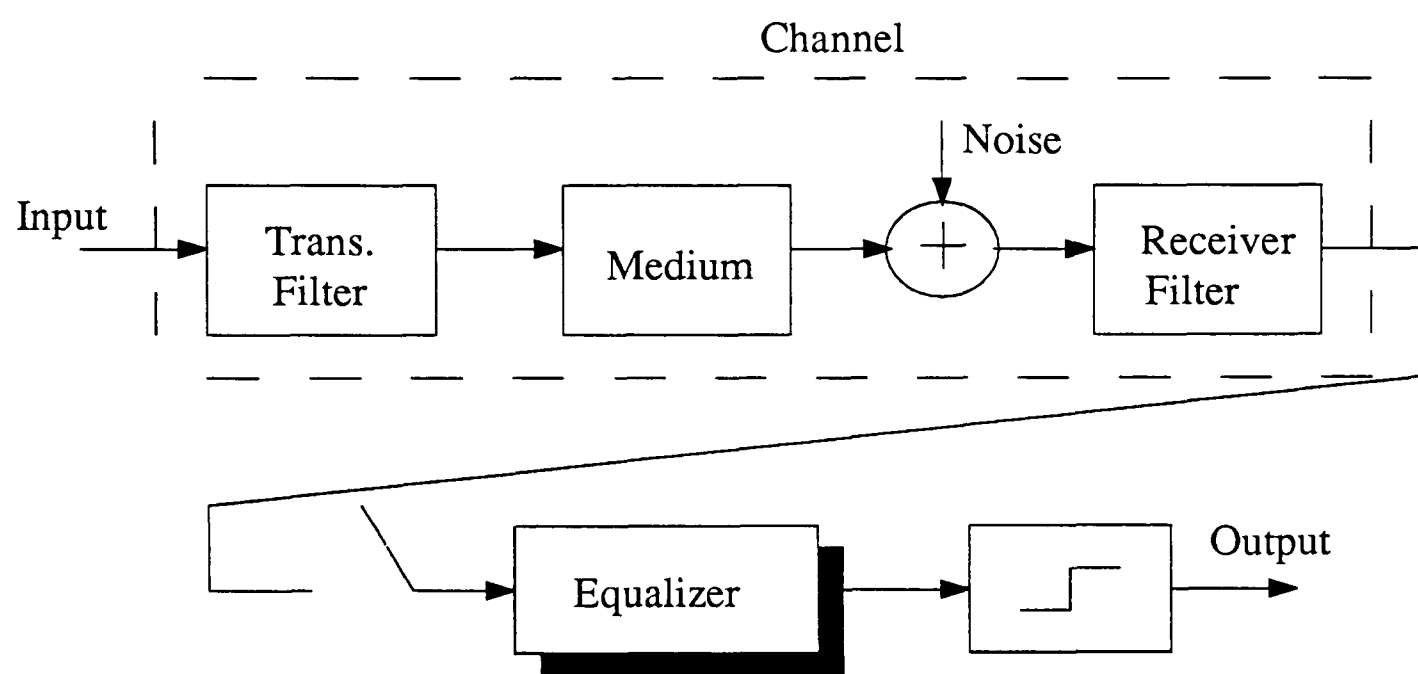 Channel
Noise
Input
Trans.
Filter
Medium
Receiver
Filter
Equalizer
Output